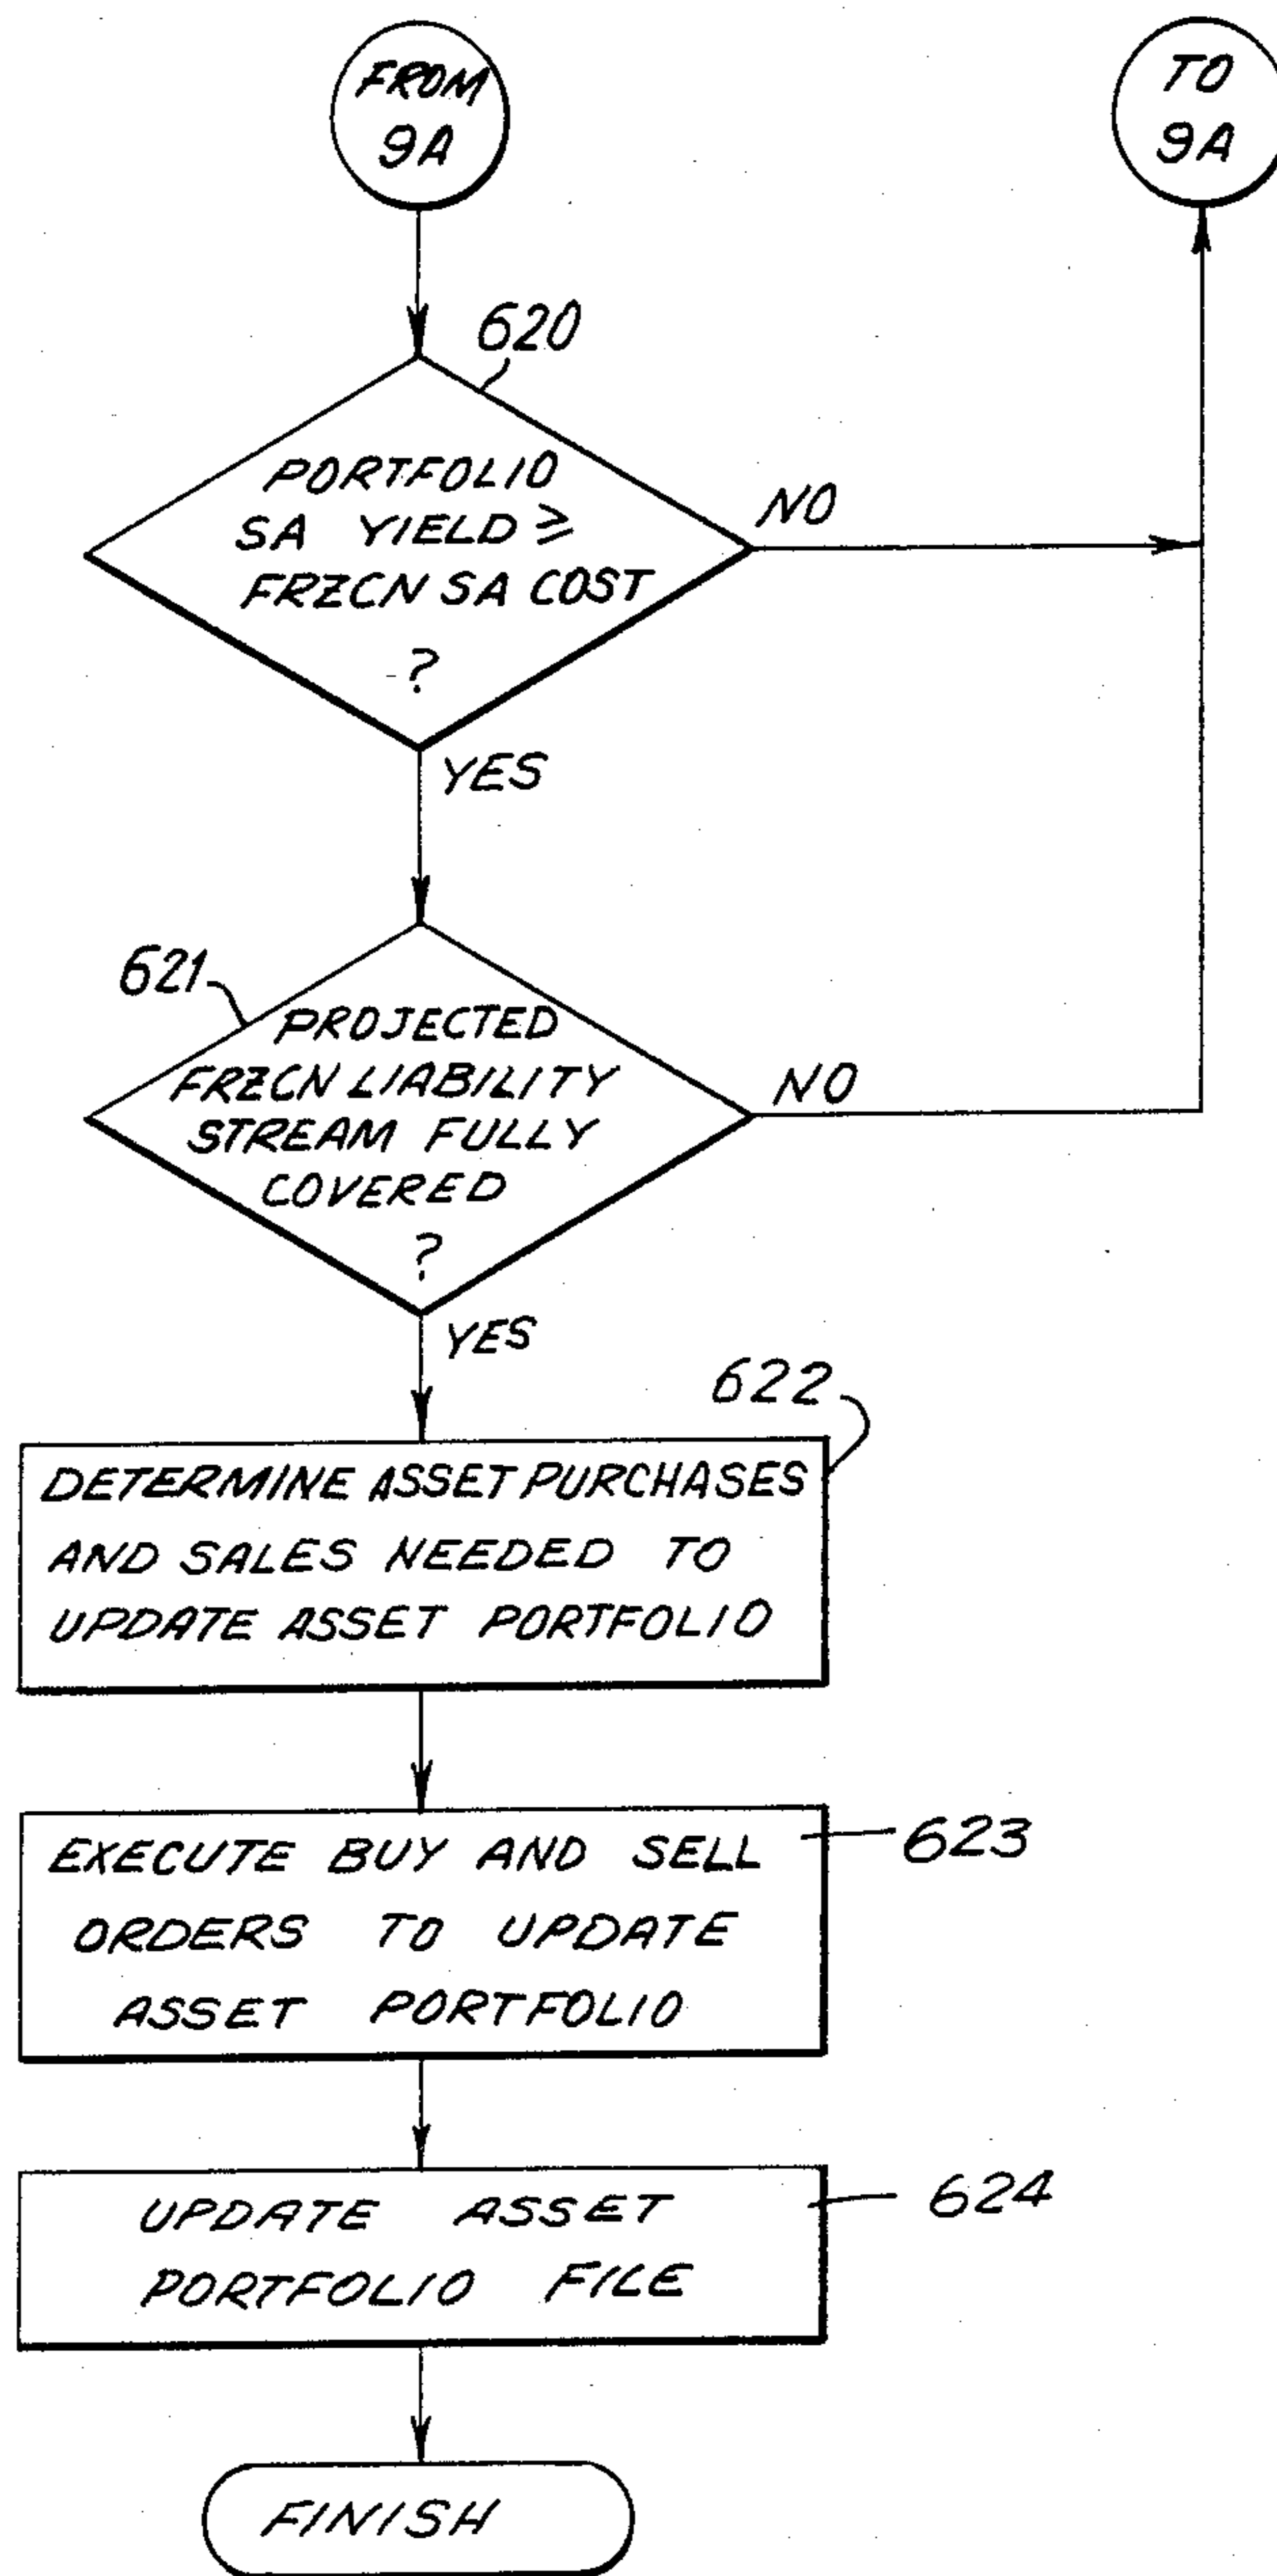 FROM
9A
TO
9A
620
PORTFOLIO
SA YIELD ≥
FRZCN SA COST
?
NO
YES
621
PROJECTED
FRZCN LIABILITY
STREAM FULLY
COVERED
?
NO
YES
622
DETERMINE ASSET PURCHASES
AND SALES NEEDED TO
UPDATE ASSET PORTFOLIO
EXECUTE BUY AND SELL
ORDERS TO UPDATE
ASSET PORTFOLIO
623
UPDATE ASSET
PORTFOLIO FILE
624
FINISH